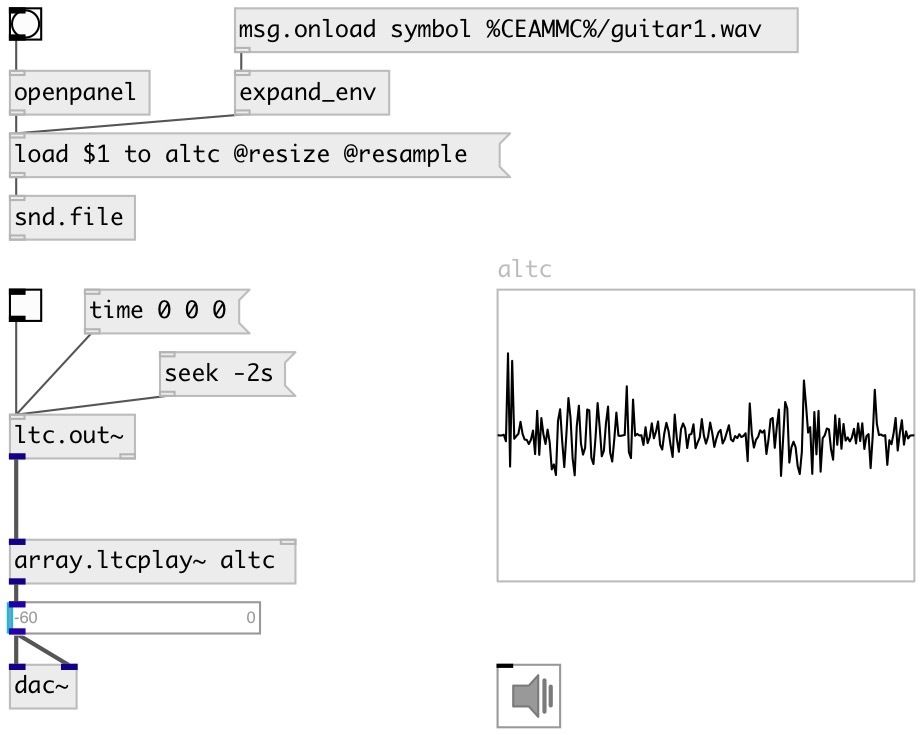 msg.onload symbol %CEAMMC%/guitar1.wav
openpanel
expand_env
load $1 to altc @resize @resample
snd.file
altc
time 0 0 0
seek -2s
ltc.out~
array.ltcplay~ altc
-60 0
dac~